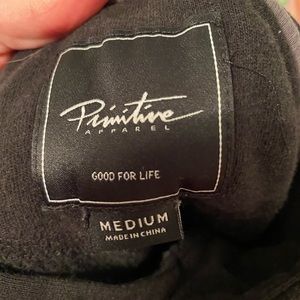 Primitive
APPAREL
GOOD FOR LIFE
MEDIUM
MADE IN CHINA